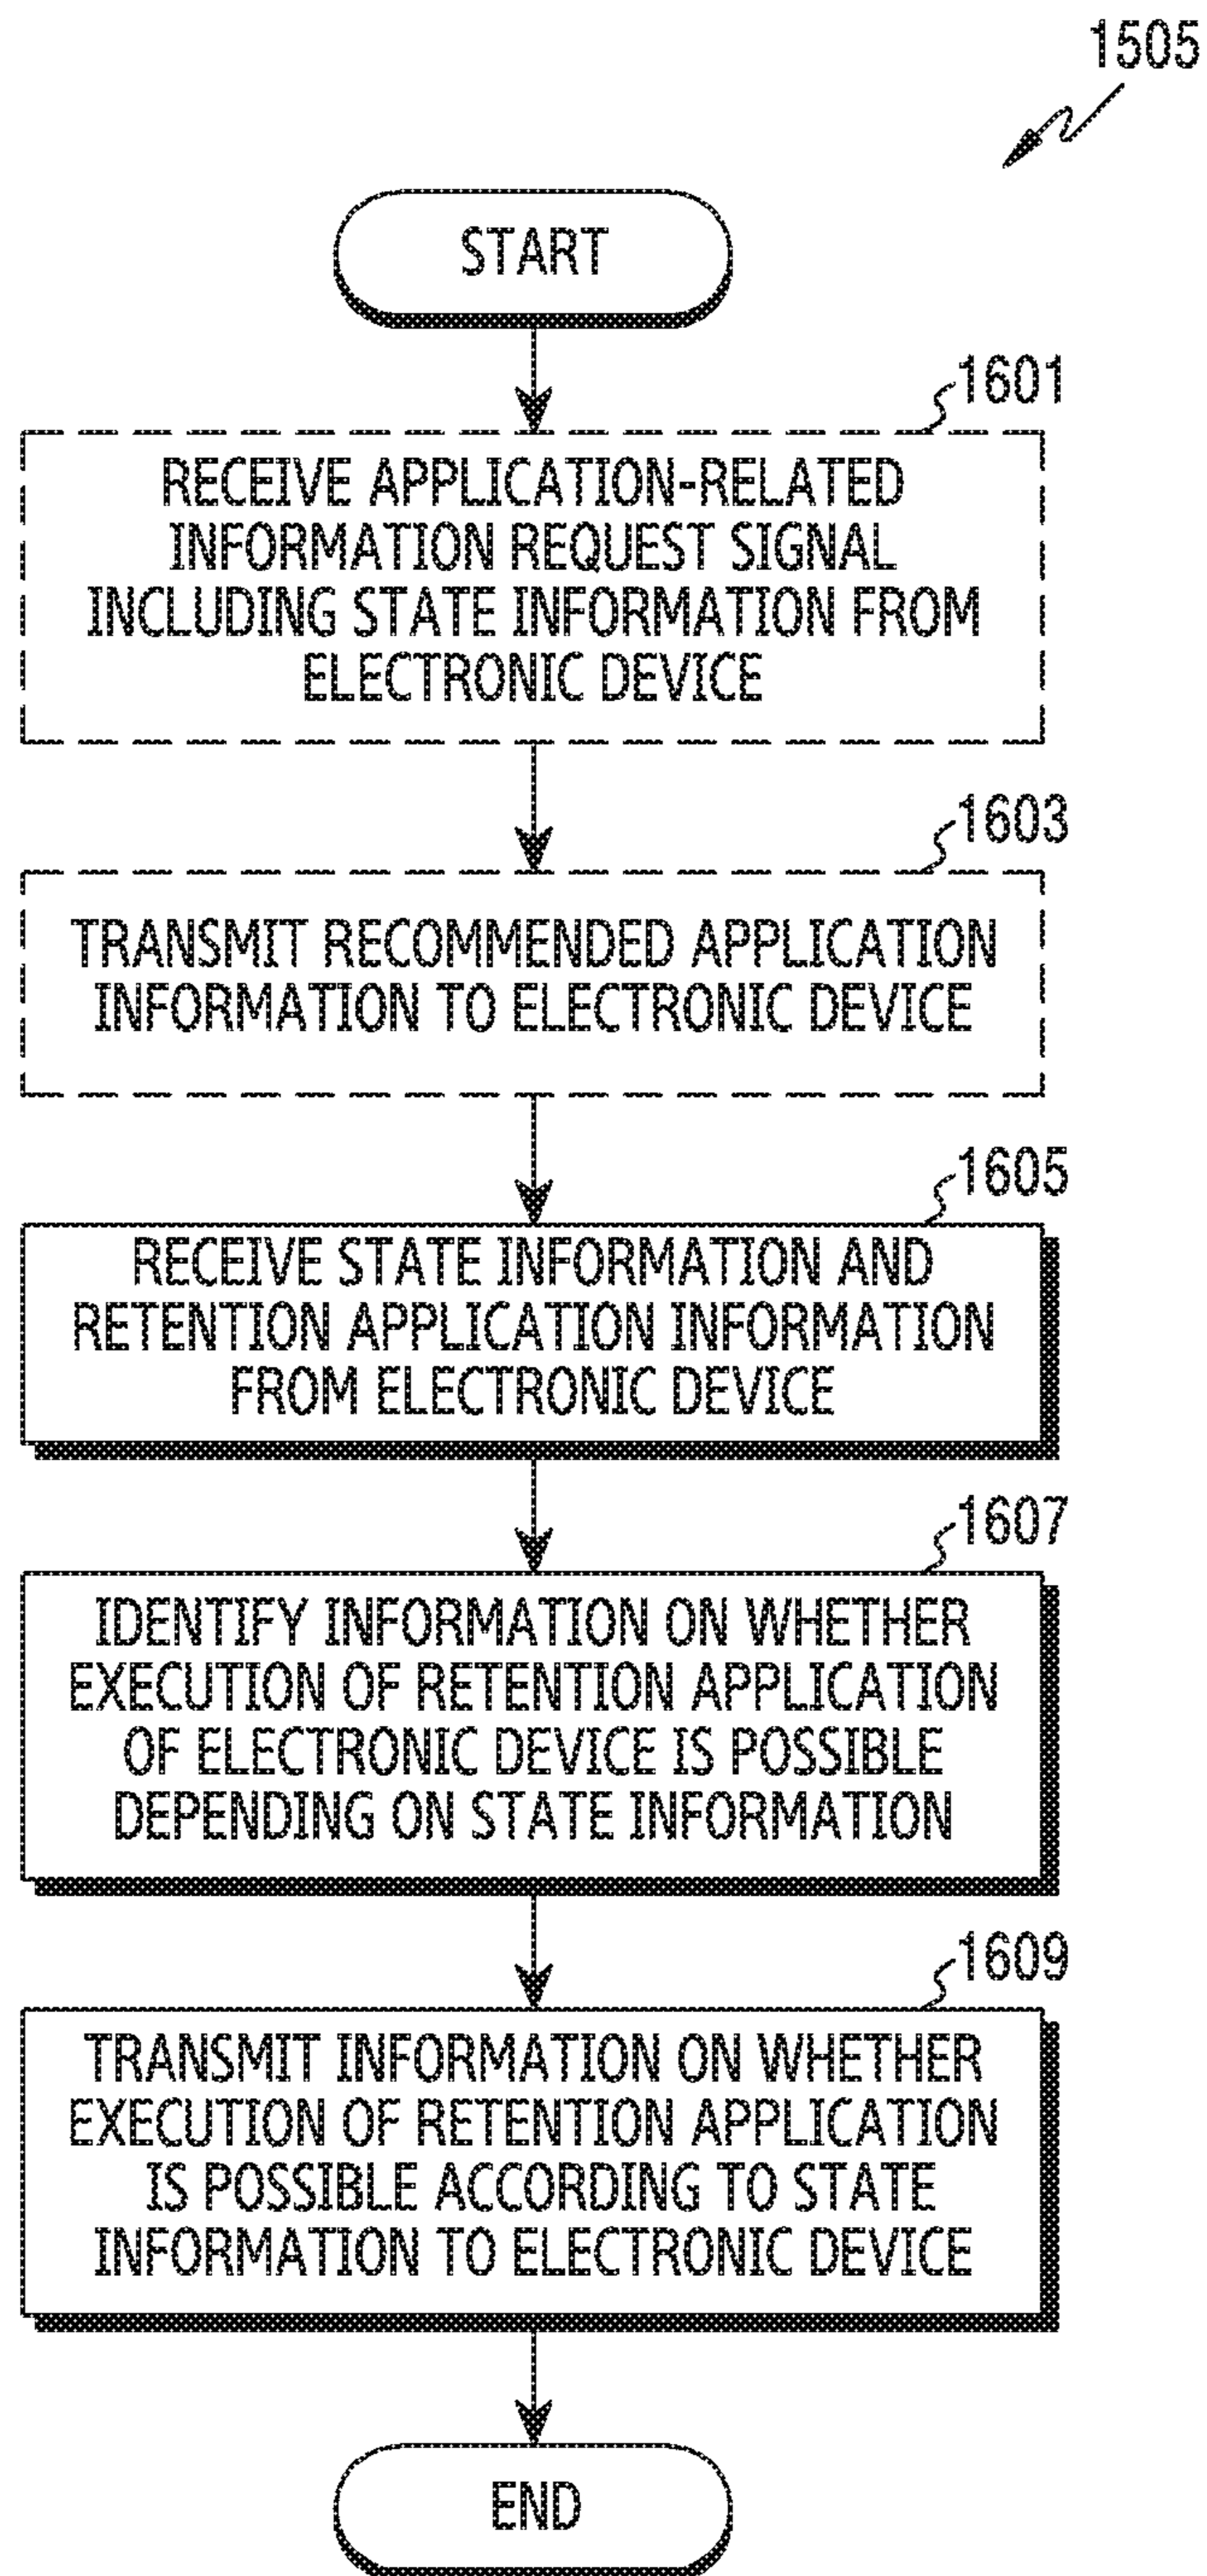 1505
START
1601
RECEIVE APPLICATION-RELATED
INFORMATION REQUEST SIGNAL
INCLUDING STATE INFORMATION FROM
ELECTRONIC DEVICE
1603
TRANSMIT RECOMMENDED APPLICATION
INFORMATION TO ELECTRONIC DEVICE
1605
RECEIVE STATE INFORMATION AND
RETENTION APPLICATION INFORMATION
FROM ELECTRONIC DEVICE
1607
IDENTIFY INFORMATION ON WHETHER
EXECUTION OF RETENTION APPLICATION
OF ELECTRONIC DEVICE IS POSSIBLE
DEPENDING ON STATE INFORMATION
1609
TRANSMIT INFORMATION ON WHETHER
EXECUTION OF RETENTION APPLICATION
IS POSSIBLE ACCORDING TO STATE
INFORMATION TO ELECTRONIC DEVICE
END